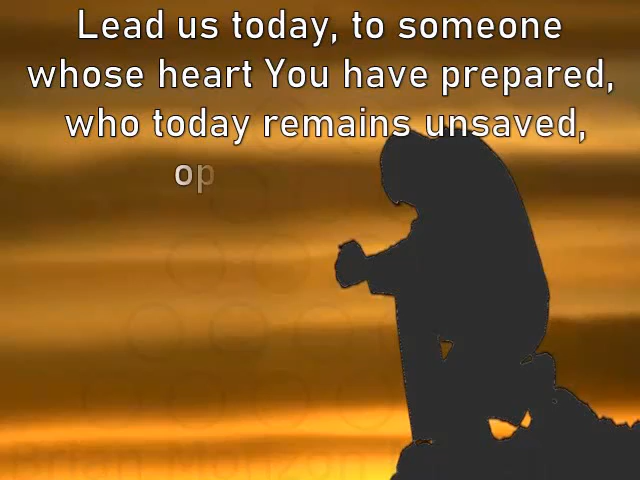 Lead us today, to someone
whose heart You have prepared,
who today remains unsaved,
op